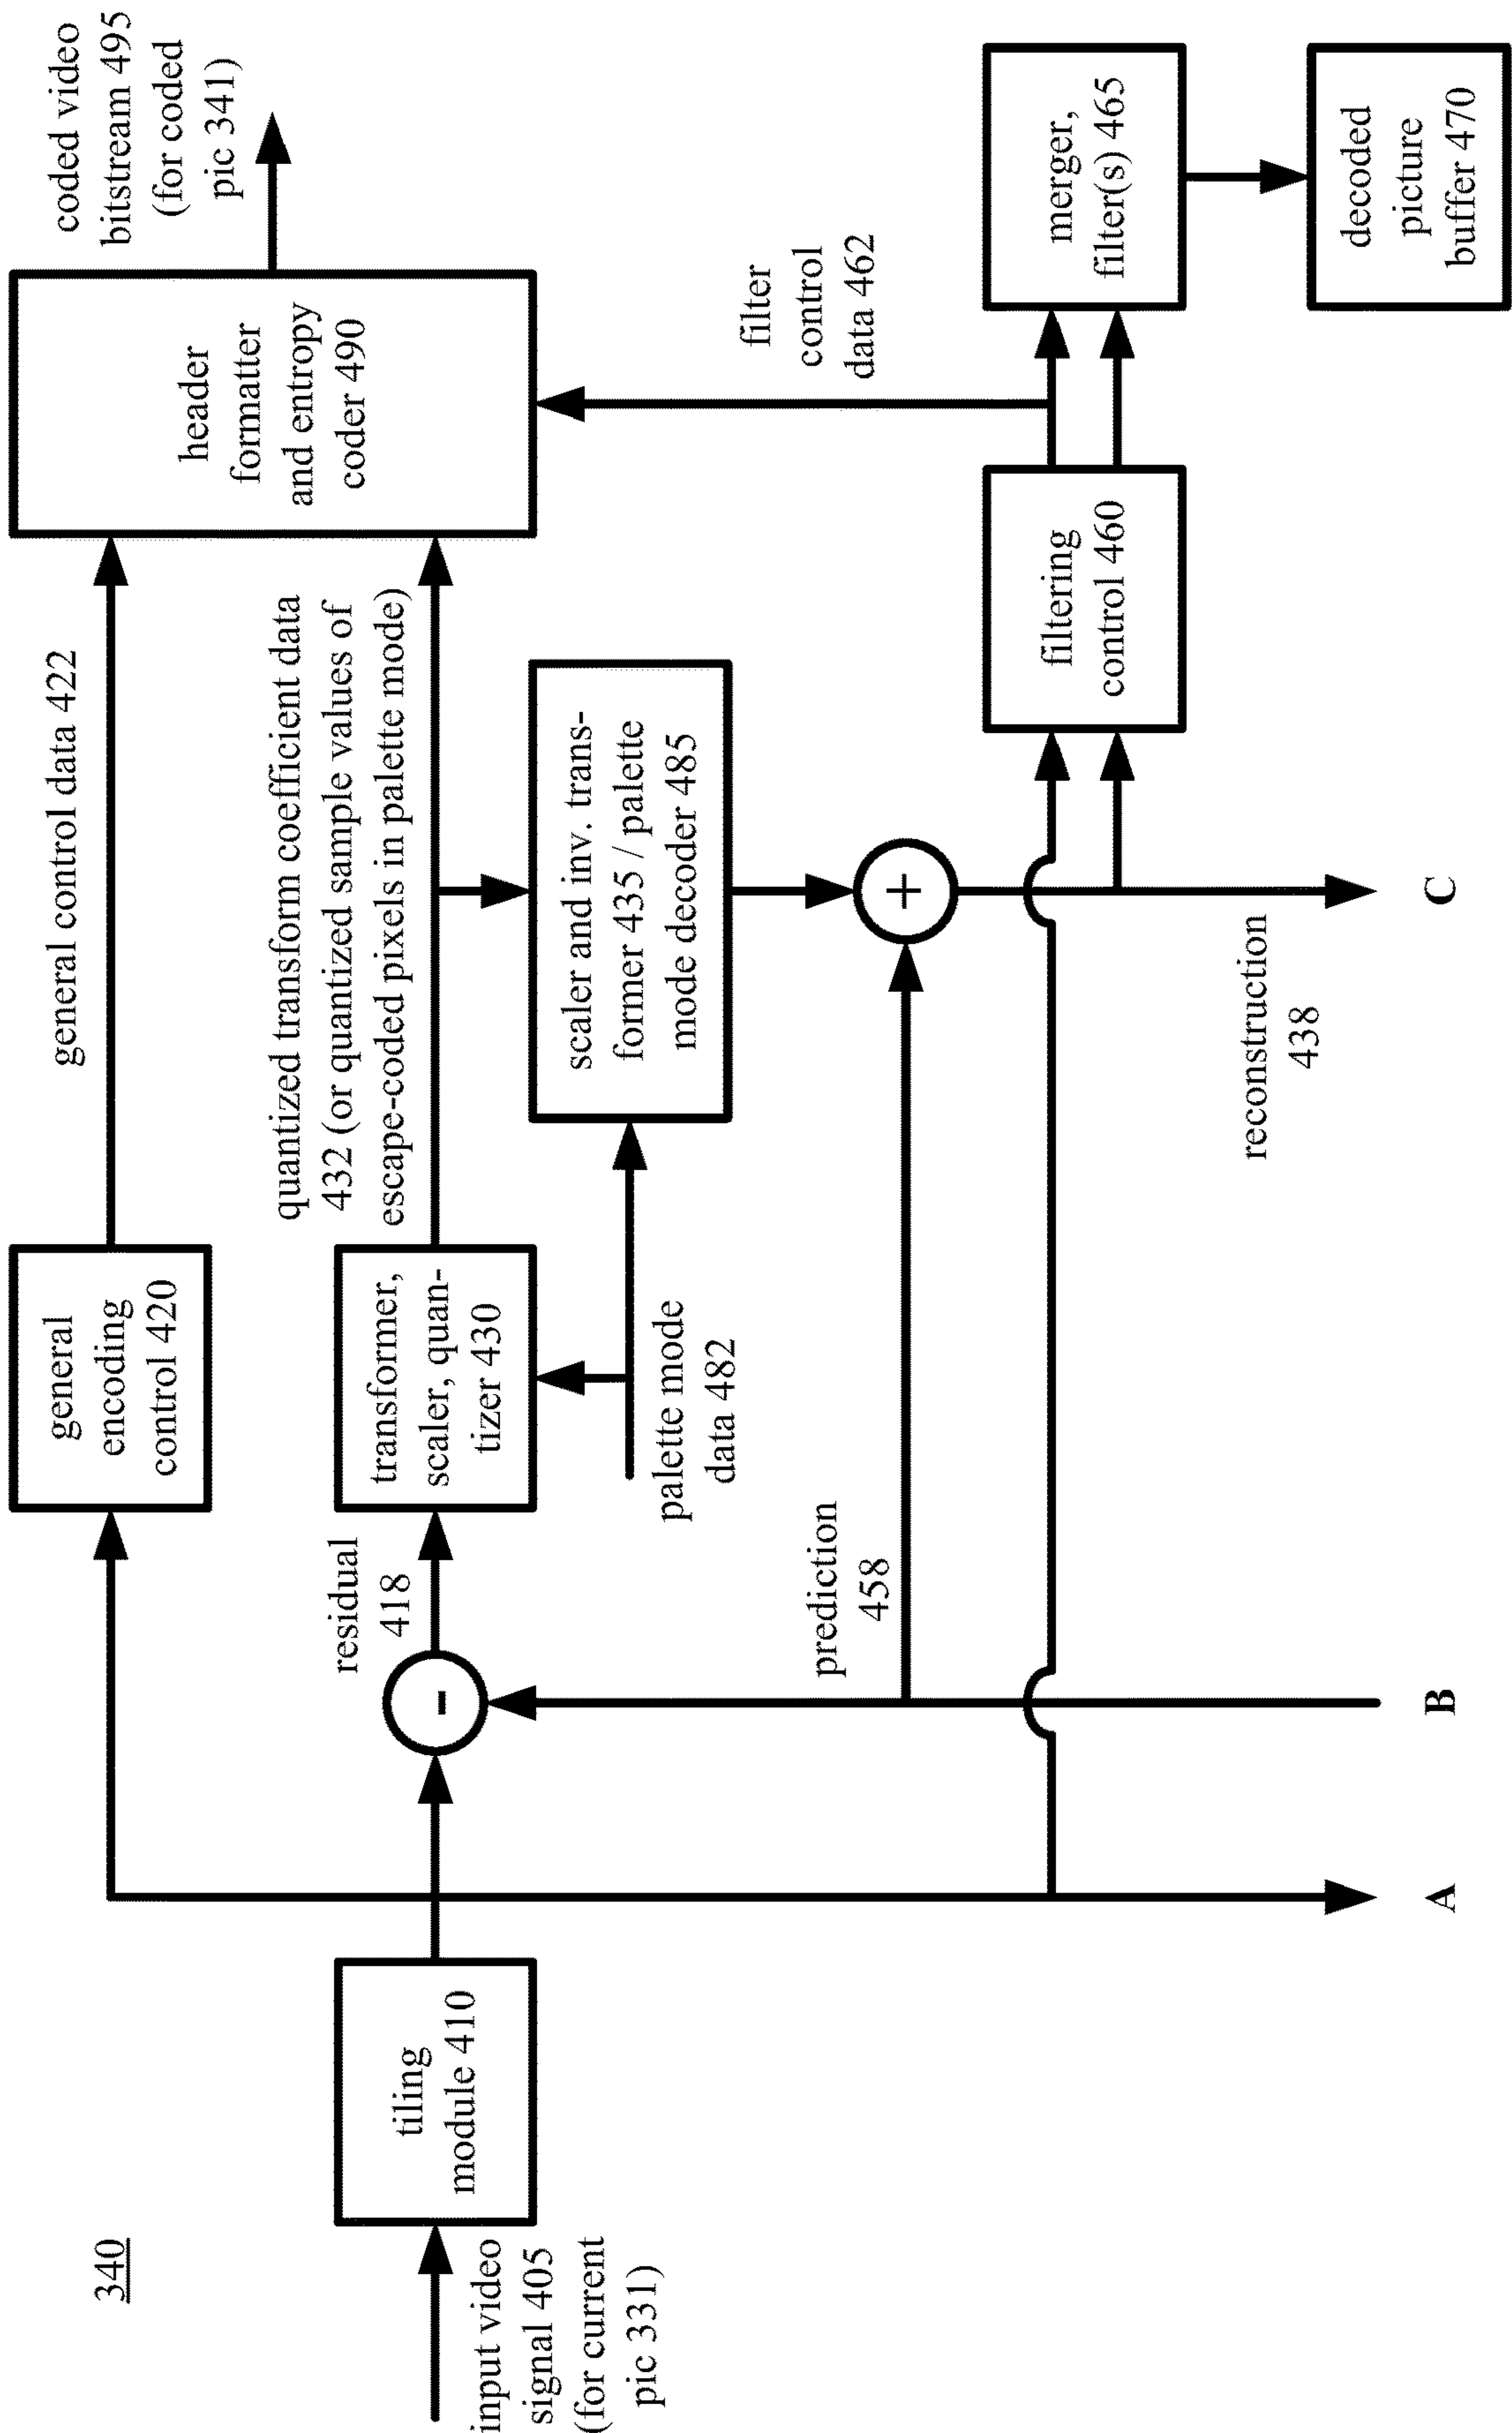 340
coded video
bitstream 495
(for coded
pic 341)
general control data 422
header
formatter
and entropy
coder 490
general
encoding
control 420
quantized transform coefficient data
432 (or quantized sample values of
escape-coded pixels in palette mode)
input video
signal 405
(for current
pic 331)
tiling
module 410
-
residual
418
transformer,
scaler, quan-
tizer 430
palette mode
data 482
scaler and inv. trans-
former 435 / palette
mode decoder 485
filter
control
data 462
prediction
458
+
filtering
control 460
merger,
filter(s) 465
decoded
picture
buffer 470
reconstruction
438
A
B
C